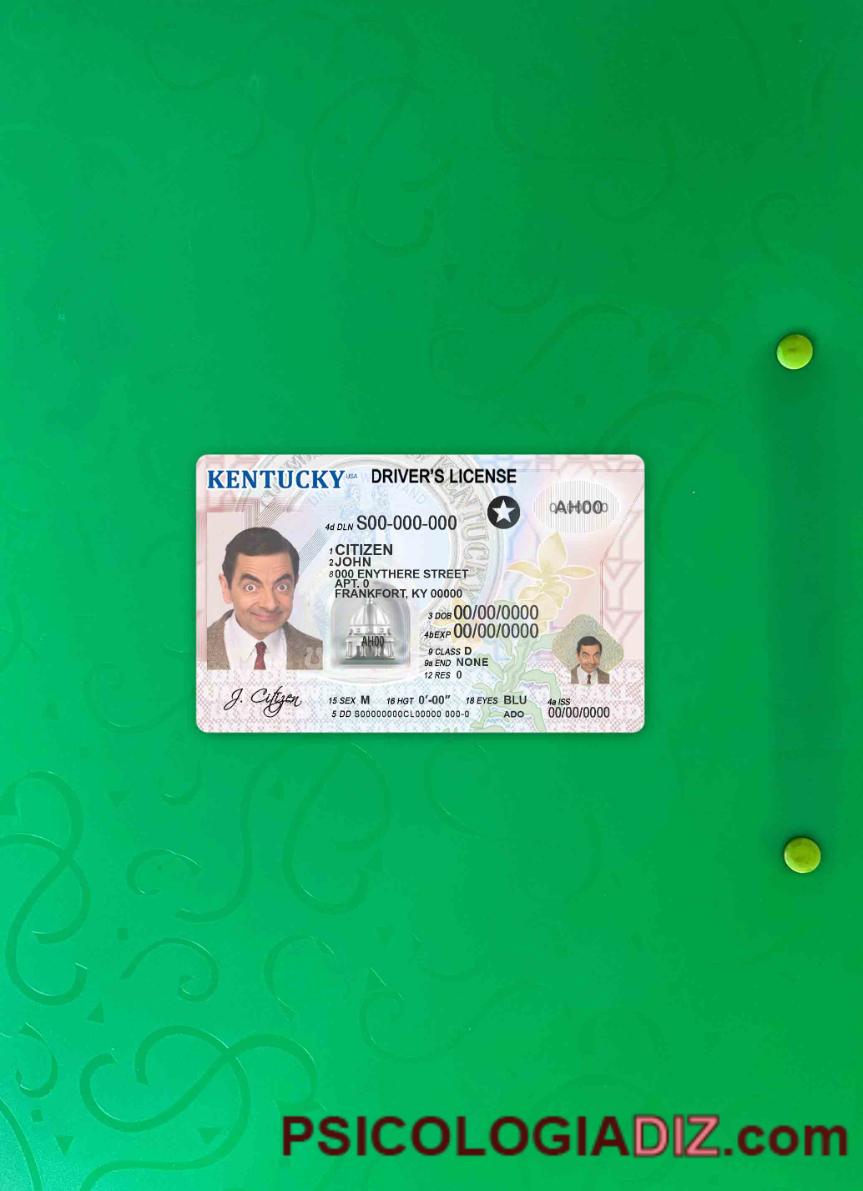 KENTUCKY USA DRIVER'S LICENSE
4d DLN S00-000-000
AH00
1 CITIZEN
2 JOHN
8 000 ENYTHERE STREET
APT. 0
FRANKFORT, KY 00000
3 DOB 00/00/0000
4b EXP 00/00/0000
AH00
9 CLASS D
9a END NONE
12 RES 0
J. Citizen
15 SEX M 16 HGT 0'-00" 18 EYES BLU 4a ISS
00/00/0000
5 DD S00000000CL00000 000-0 ADO
PSICOLOGIADIZ.com